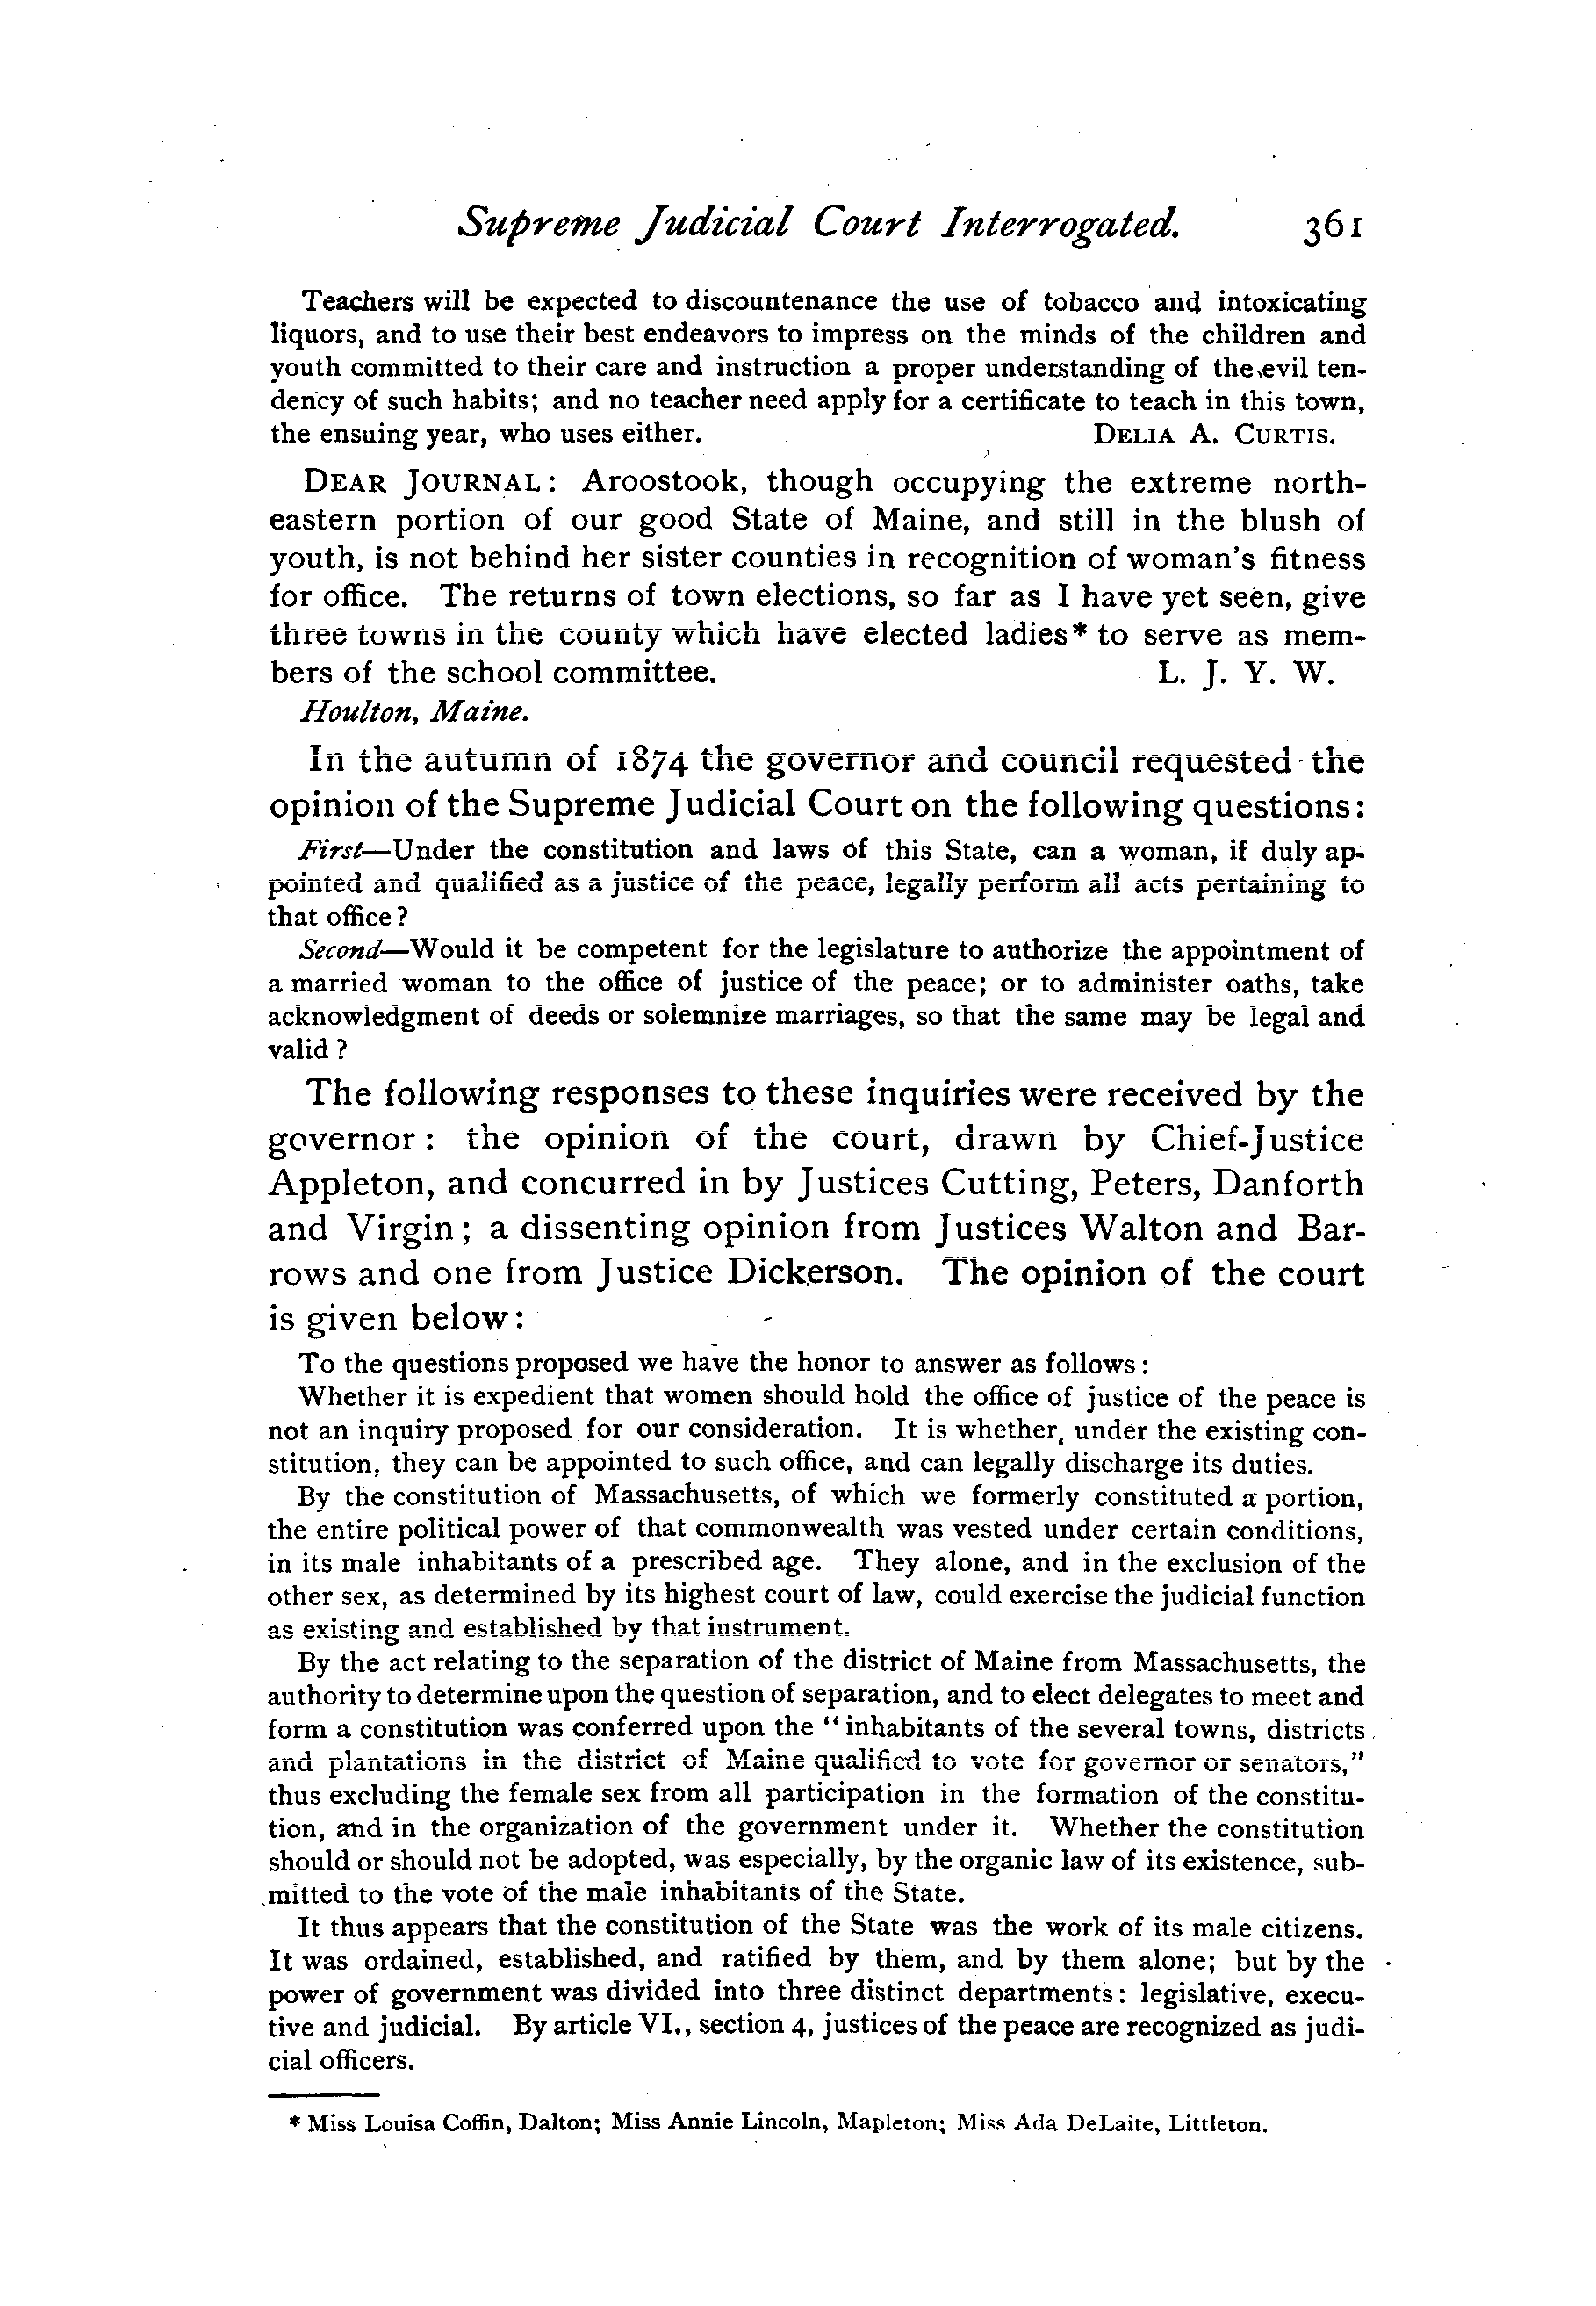 Supreme Judicial Court Interrogated. 361
Teachers will be expected to discountenance the use of tobacco and intoxicating
liquors, and to use their best endeavors to impress on the minds of the children and
youth committed to their care and instruction a proper understanding of the evil ten-
dency of such habits; and no teacher need apply for a certificate to teach in this town,
the ensuing year, who uses either. DELIA A. CURTIS.
DEAR JOURNAL: Aroostook, though occupying the extreme north-
eastern portion of our good State of Maine, and still in the blush of
youth, is not behind her sister counties in recognition of woman's fitness
for office. The returns of town elections, so far as I have yet seen, give
three towns in the county which have elected ladies* to serve as mem-
bers of the school committee. L. J. Y. W.
Houlton, Maine.
In the autumn of 1874 the governor and council requested the
opinion of the Supreme Judicial Court on the following questions:
First—Under the constitution and laws of this State, can a woman, if duly ap-
pointed and qualified as a justice of the peace, legally perform all acts pertaining to
that office?
Second—Would it be competent for the legislature to authorize the appointment of
a married woman to the office of justice of the peace; or to administer oaths, take
acknowledgment of deeds or solemnize marriages, so that the same may be legal and
valid?
The following responses to these inquiries were received by the
governor: the opinion of the court, drawn by Chief-Justice
Appleton, and concurred in by Justices Cutting, Peters, Danforth
and Virgin; a dissenting opinion from Justices Walton and Bar-
rows and one from Justice Dickerson. The opinion of the court
is given below:
To the questions proposed we have the honor to answer as follows:
Whether it is expedient that women should hold the office of justice of the peace is
not an inquiry proposed for our consideration. It is whether, under the existing con-
stitution, they can be appointed to such office, and can legally discharge its duties.
By the constitution of Massachusetts, of which we formerly constituted a portion,
the entire political power of that commonwealth was vested under certain conditions,
in its male inhabitants of a prescribed age. They alone, and in the exclusion of the
other sex, as determined by its highest court of law, could exercise the judicial function
as existing and established by that instrument.
By the act relating to the separation of the district of Maine from Massachusetts, the
authority to determine upon the question of separation, and to elect delegates to meet and
form a constitution was conferred upon the "inhabitants of the several towns, districts
and plantations in the district of Maine qualified to vote for governor or senators,"
thus excluding the female sex from all participation in the formation of the constitu-
tion, and in the organization of the government under it. Whether the constitution
should or should not be adopted, was especially, by the organic law of its existence, sub-
mitted to the vote of the male inhabitants of the State.
It thus appears that the constitution of the State was the work of its male citizens.
It was ordained, established, and ratified by them, and by them alone; but by the
power of government was divided into three distinct departments: legislative, execu-
tive and judicial. By article VI., section 4, justices of the peace are recognized as judi-
cial officers.
* Miss Louisa Coffin, Dalton; Miss Annie Lincoln, Mapleton; Miss Ada DeLaite, Littleton.